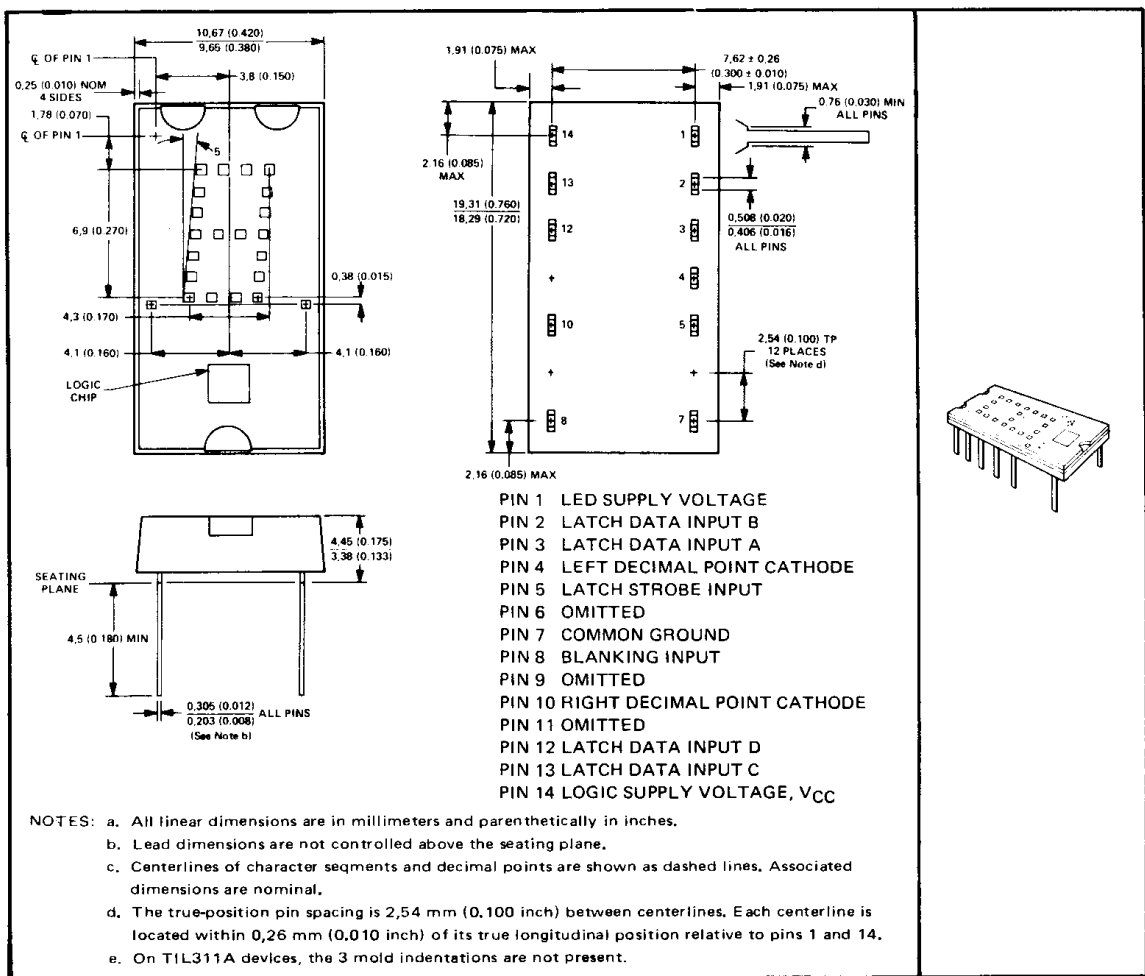 10,67 (0.420)
9,65 (0.380)
℄ OF PIN 1
3,8 (0.150)
0,25 (0.010) NOM
4 SIDES
1,78 (0.070)
℄ OF PIN 1
5
6,9 (0.270)
0,38 (0.015)
4,3 (0.170)
4,1 (0.160)
4,1 (0.160)
LOGIC
CHIP
1,91 (0.075) MAX
7,62 ± 0,26
(0.300 ± 0.010)
1,91 (0.075) MAX
0,76 (0.030) MIN
ALL PINS
14
1
2.16 (0.085)
MAX
13
2
19,31 (0.760)
18,29 (0.720)
0,508 (0.020)
0,406 (0.016)
ALL PINS
12
3
4
10
5
2,54 (0.100) TP
12 PLACES
(See Note d)
8
7
2,16 (0.085) MAX
4,45 (0.175)
3,38 (0.133)
SEATING
PLANE
4,5 (0 180) MIN
0,305 (0.012)
0,203 (0.008)
ALL PINS
(See Note b)
PIN 1 LED SUPPLY VOLTAGE
PIN 2 LATCH DATA INPUT B
PIN 3 LATCH DATA INPUT A
PIN 4 LEFT DECIMAL POINT CATHODE
PIN 5 LATCH STROBE INPUT
PIN 6 OMITTED
PIN 7 COMMON GROUND
PIN 8 BLANKING INPUT
PIN 9 OMITTED
PIN 10 RIGHT DECIMAL POINT CATHODE
PIN 11 OMITTED
PIN 12 LATCH DATA INPUT D
PIN 13 LATCH DATA INPUT C
PIN 14 LOGIC SUPPLY VOLTAGE, VCC
NOTES: a. All linear dimensions are in millimeters and parenthetically in inches.
b. Lead dimensions are not controlled above the seating plane.
c. Centerlines of character seqments and decimal points are shown as dashed lines. Associated
dimensions are nominal.
d. The true-position pin spacing is 2,54 mm (0.100 inch) between centerlines. Each centerline is
located within 0,26 mm (0.010 inch) of its true longitudinal position relative to pins 1 and 14.
e. On TIL311A devices, the 3 mold indentations are not present.